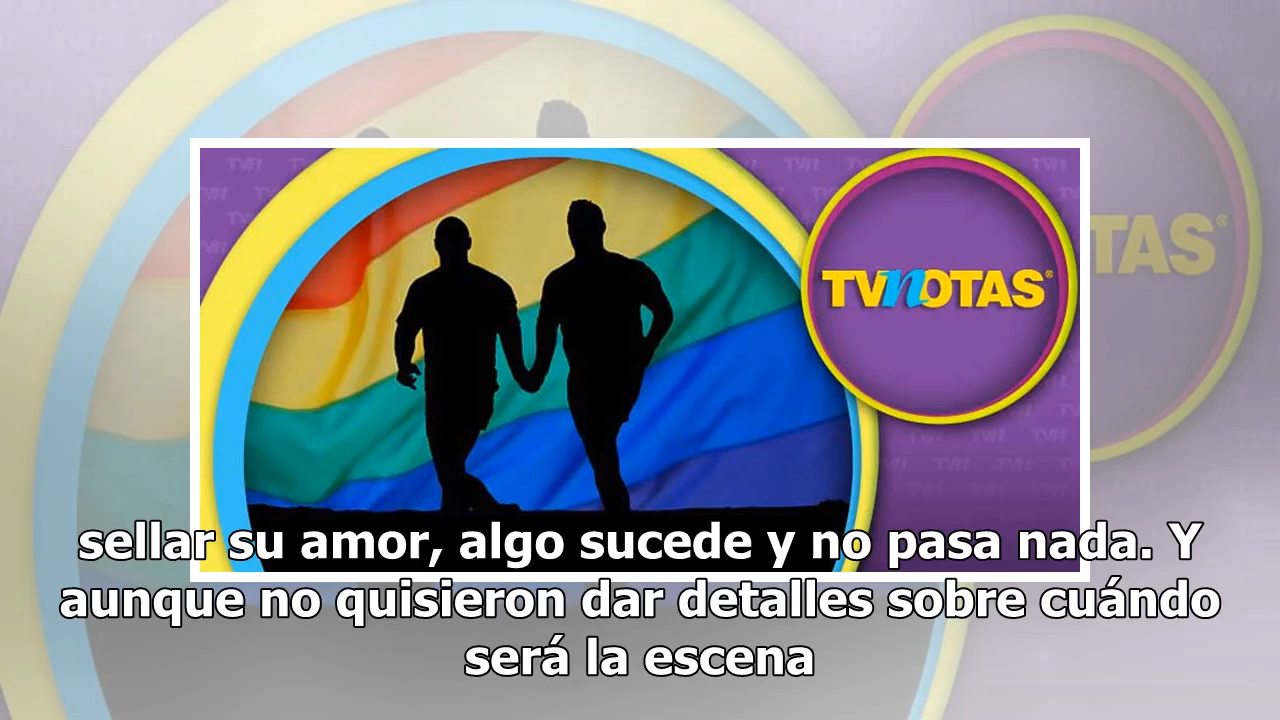 TVnOTAS®
TAS®
sellar su amor, algo sucede y no pasa nada. Y
aunque no quisieron dar detalles sobre cuándo
será la escena